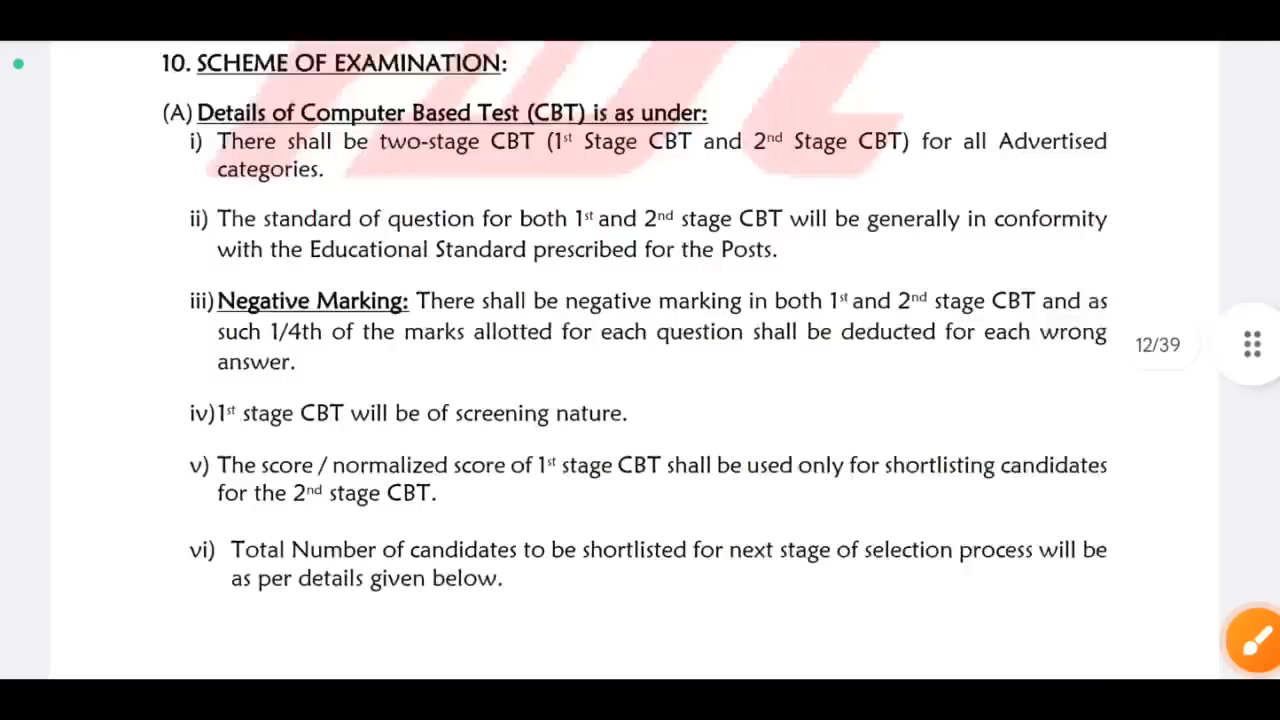 10. SCHEME OF EXAMINATION:
(A) Details of Computer Based Test (CBT) is as under:
i) There shall be two-stage CBT (1st Stage CBT and 2nd Stage CBT) for all Advertised
categories.
ii) The standard of question for both 1st and 2nd stage CBT will be generally in conformity
with the Educational Standard prescribed for the Posts.
iii) Negative Marking: There shall be negative marking in both 1st and 2nd stage CBT and as
such 1/4th of the marks allotted for each question shall be deducted for each wrong
answer.
12/39
iv)1st stage CBT will be of screening nature.
v) The score / normalized score of 1st stage CBT shall be used only for shortlisting candidates
for the 2nd stage CBT.
vi) Total Number of candidates to be shortlisted for next stage of selection process will be
as per details given below.